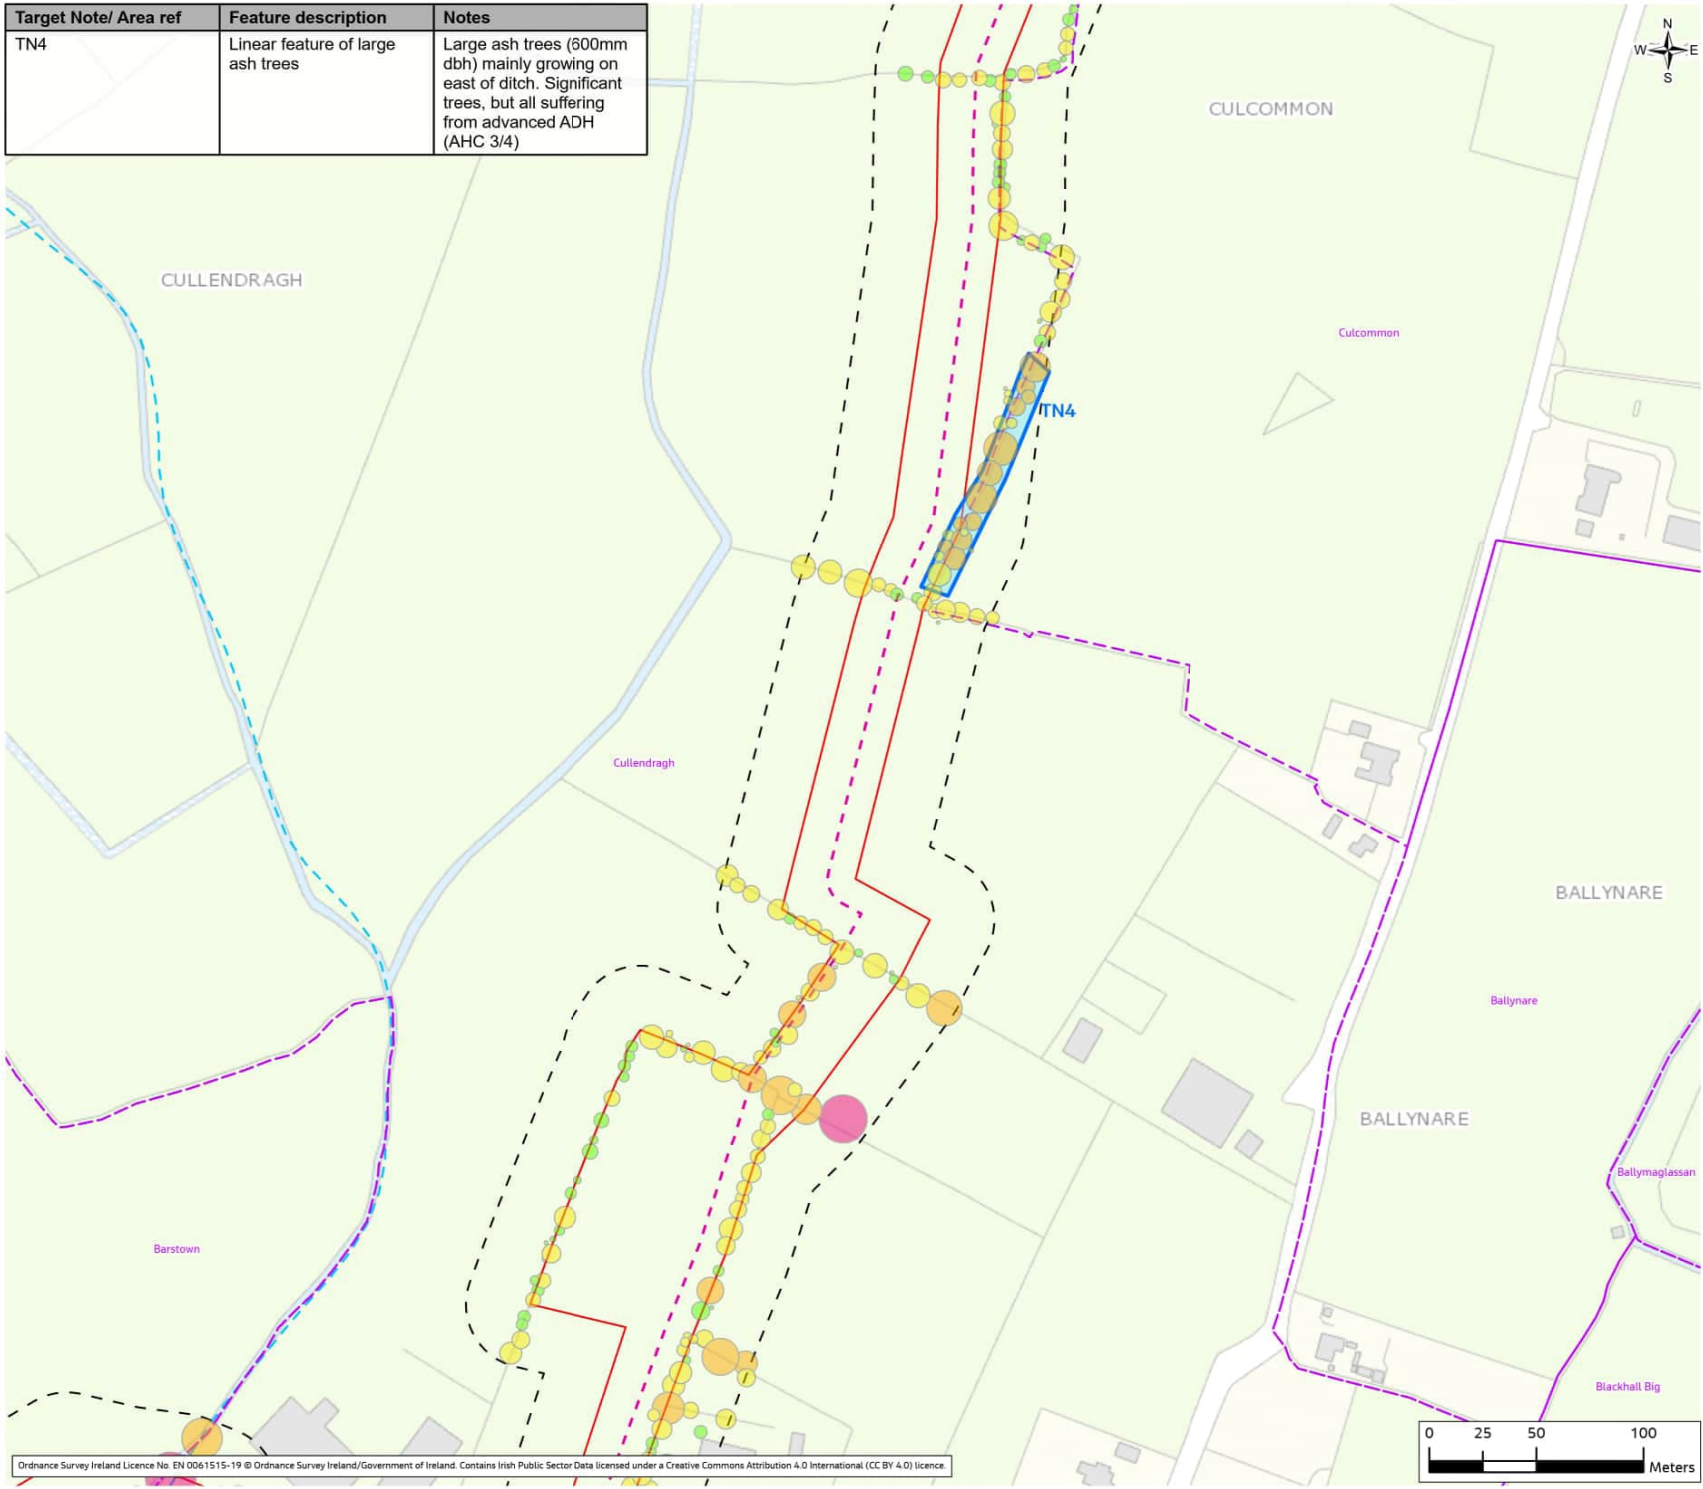 Target Note/ Area ref Feature description Notes
TN4 Linear feature of large ash trees Large ash trees (600mm dbh) mainly growing on east of ditch. Significant trees, but all suffering from advanced ADH (AHC 3/4)
N
W E
S
CULCOMMON
CULLENDRAGH
Culcommon
TN4
Cullendragh
BALLYNARE
Ballynare
BALLYNARE
Ballymaglassan
Barstown
Blackhall Big
0 25 50 100
Meters
Ordnance Survey Ireland Licence No. EN 0061515-19 © Ordnance Survey Ireland/Government of Ireland. Contains Irish Public Sector Data licensed under a Creative Commons Attribution 4.0 International (CC BY 4.0) licence.